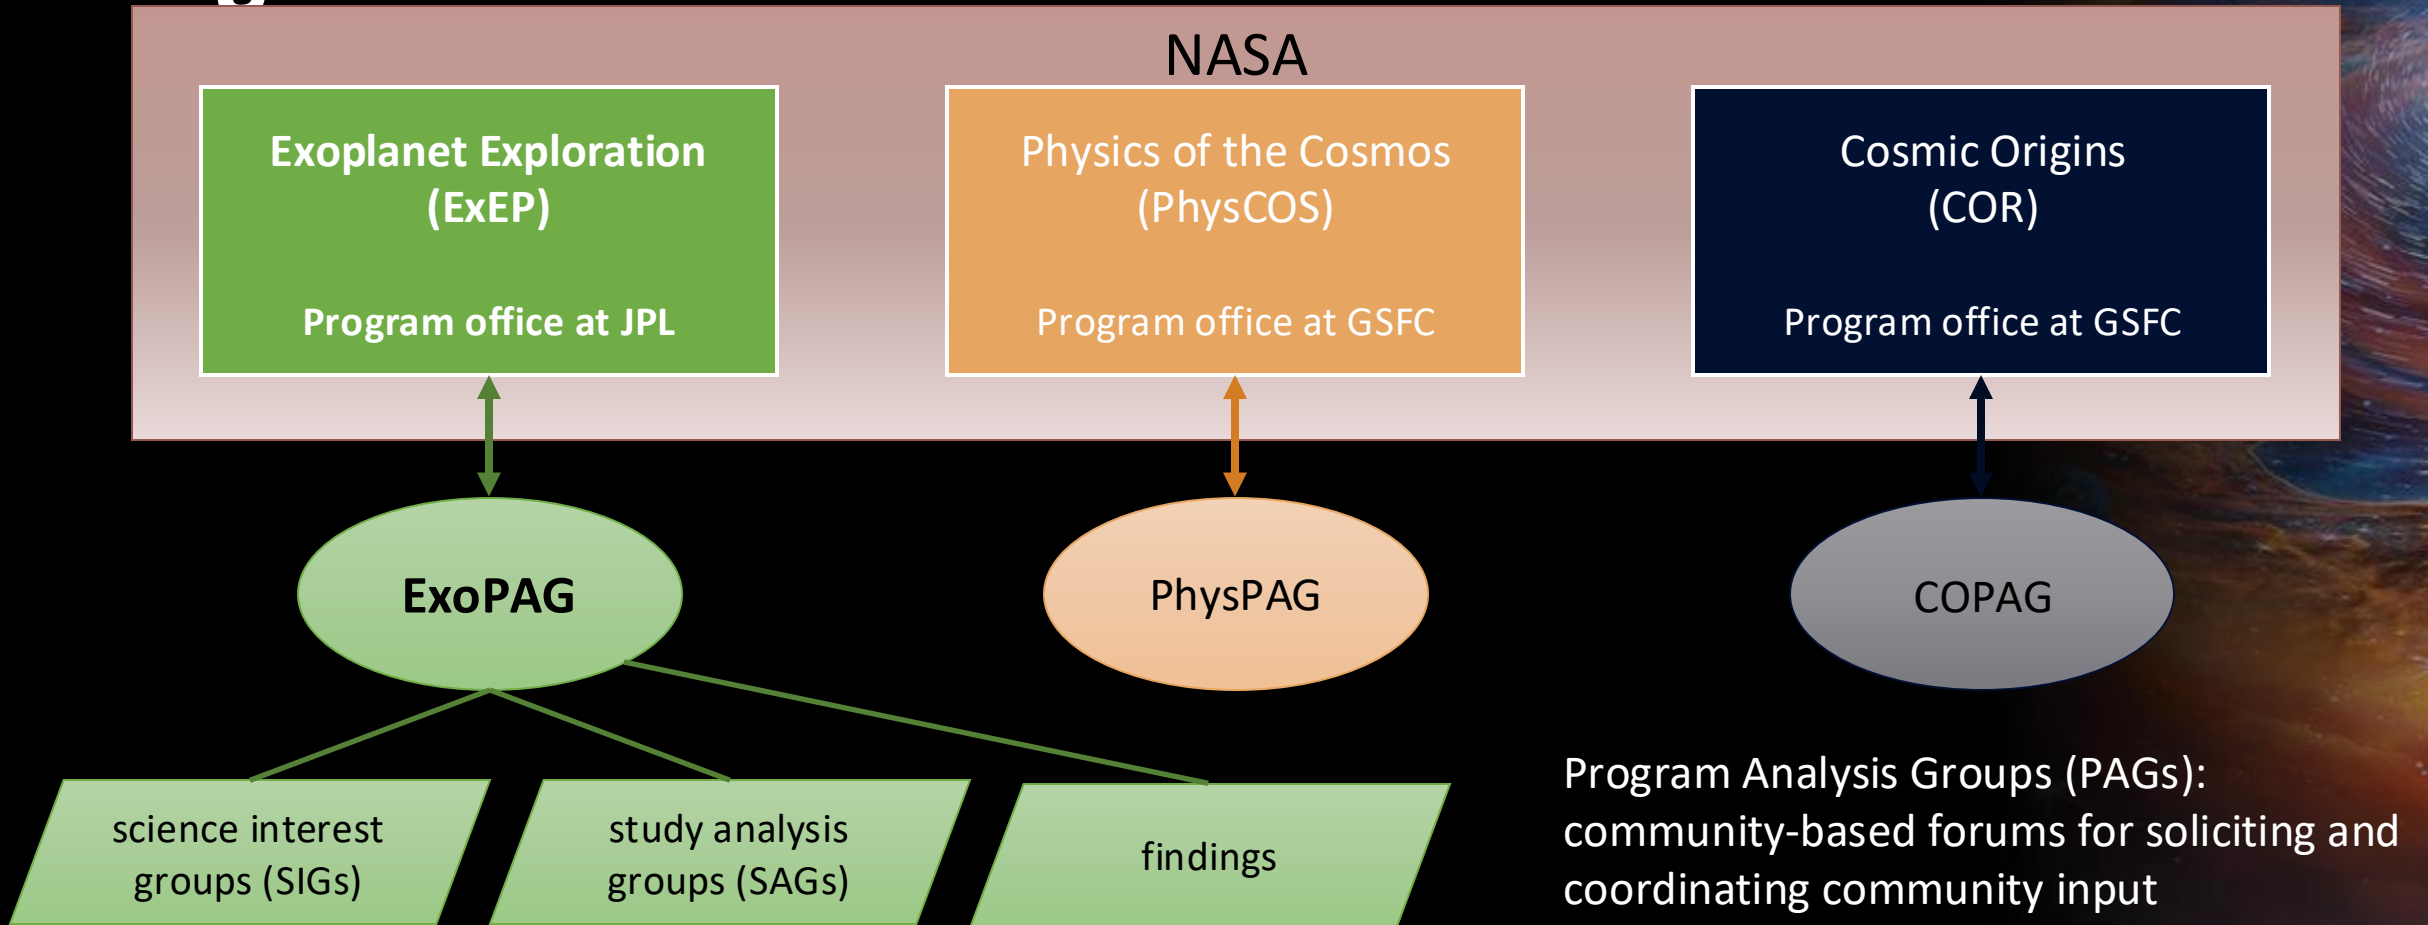 NASA
Exoplanet Exploration
(ExEP)
Program office at JPL
Physics of the Cosmos
(PhysCOS)
Program office at GSFC
Cosmic Origins
(COR)
Program office at GSFC
ExoPAG
PhysPAG
COPAG
science interest
groups (SIGs)
study analysis
groups (SAGs)
findings
Program Analysis Groups (PAGs):
community-based forums for soliciting and
coordinating community input